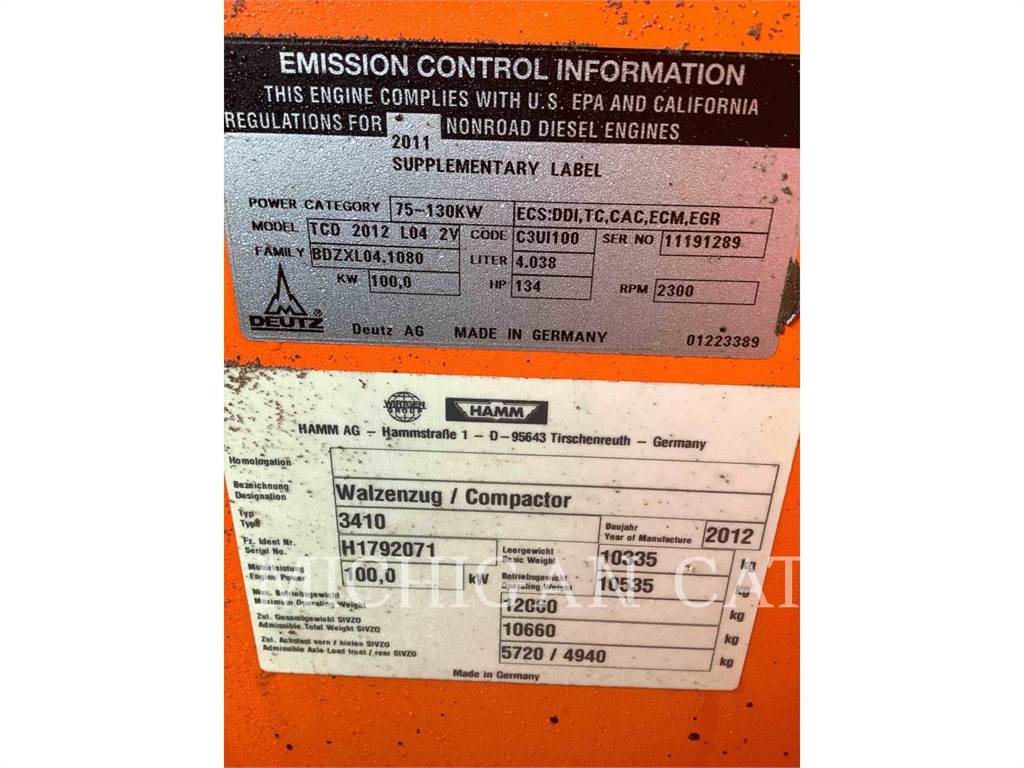 EMISSION CONTROL INFORMATION
THIS ENGINE COMPLIES WITH U.S. EPA AND CALIFORNIA
REGULATIONS FOR 2011 NONROAD DIESEL ENGINES
SUPPLEMENTARY LABEL
POWER CATEGORY 75-130KW ECS:DDI,TC,CAC,ECM,EGR
MODEL TCD 2012 L04 2V CODE C3UI100 SER NO 11191289
FAMILY BDZXL04.1080 LITER 4.038
KW 100,0 HP 134 RPM 2300
DEUTZ ® Deutz AG MADE IN GERMANY 01223389
WIRTGEN GROUP HAMM
HAMM AG – Hammstraße 1 – D-95643 Tirschenreuth – Germany
Homologation
Bezeichnung
Designation Walzenzug / Compactor
Typ
Type 3410 Baujahr
Year of Manufacture 2012
Fz. Ident Nr.
Serial No. H1792071 Leergewicht
Basic Weight 10335 kg
Motorleistung
Engine Power 100,0 kW Betriebsgewicht
Operating Weight 10535 kg
Max. Betriebsgewicht
Maximum Operating Weight 12060 kg
Zul. Gesamtgewicht StVZO
Admissible Total Weight StVZO 10660 kg
Zul. Achslast vorn / hinten StVZO
Admissible Axle Load front / rear StVZO 5720 / 4940 kg
Made in Germany
MICHIGAN CAT